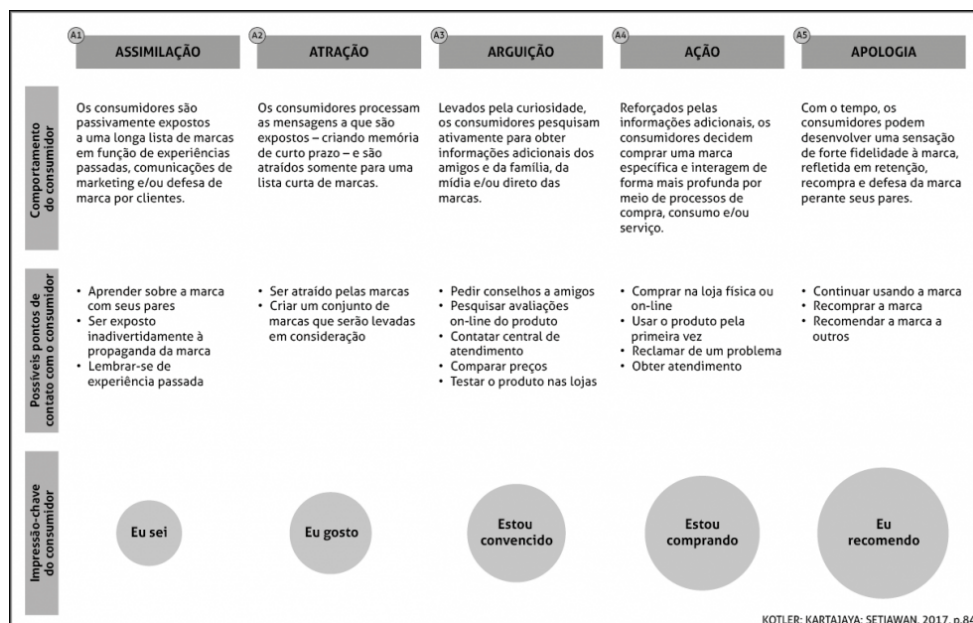 A1
ASSIMILAÇÃO
A2
ATRAÇÃO
A3
ARGUIÇÃO
A4
AÇÃO
A5
APOLOGIA
Comportamento
do consumidor
Os consumidores são
passivamente expostos
a uma longa lista de marcas
em função de experiências
passadas, comunicações de
marketing e/ou defesa de
marca por clientes.
Os consumidores processam
as mensagens a que são
expostos – criando memória
de curto prazo – e são
atraídos somente para uma
lista curta de marcas.
Levados pela curiosidade,
os consumidores pesquisam
ativamente para obter
informações adicionais dos
amigos e da família, da
mídia e/ou direto das
marcas.
Reforçados pelas
informações adicionais, os
consumidores decidem
comprar uma marca
específica e interagem de
forma mais profunda por
meio de processos de
compra, consumo e/ou
serviço.
Com o tempo, os
consumidores podem
desenvolver uma sensação
de forte fidelidade à marca,
refletida em retenção,
recompra e defesa da marca
perante seus pares.
Possíveis pontos de
contato com o consumidor
• Aprender sobre a marca
com seus pares
• Ser exposto
inadvertidamente à
propaganda da marca
• Lembrar-se de
experiência passada
• Ser atraído pelas marcas
• Criar um conjunto de
marcas que serão levadas
em consideração
• Pedir conselhos a amigos
• Pesquisar avaliações
on-line do produto
• Contatar central de
atendimento
• Comparar preços
• Testar o produto nas lojas
• Comprar na loja física ou
on-line
• Usar o produto pela
primeira vez
• Reclamar de um problema
• Obter atendimento
• Continuar usando a marca
• Recomprar a marca
• Recomendar a marca a
outros
Impressão-chave
do consumidor
Eu sei
Eu gosto
Estou
convencido
Estou
comprando
Eu
recomendo
KOTLER; KARTAJAYA; SETIAWAN, 2017, p.84